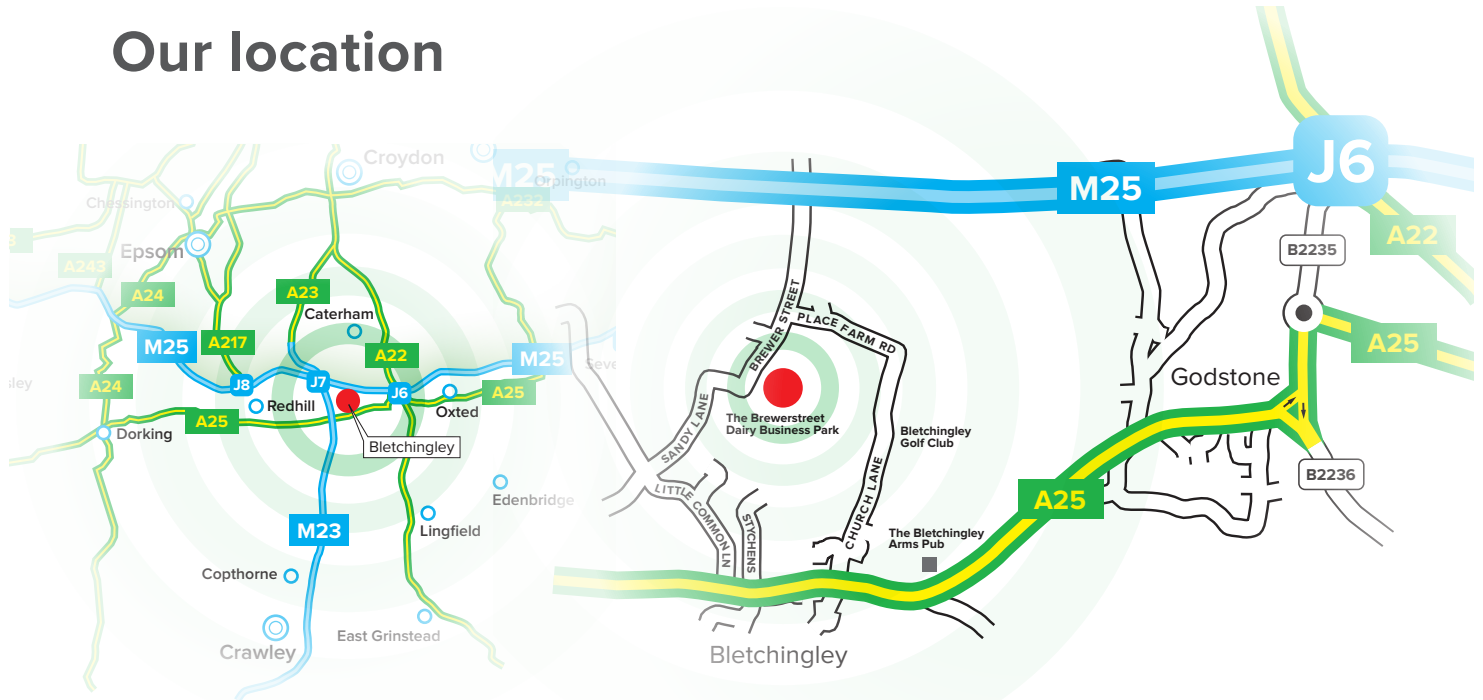 Our location
Croydon
M25
Orpington
A232
Chessington
Epsom
A243
A24
A23
Caterham
M25
A217
A22
M25
A24
J8
J7
J6
Redhill
A25
Oxted
A25
Dorking
Bletchingley
Edenbridge
Lingfield
M23
Copthorne
East Grinstead
Crawley
M25
J6
A22
B2235
BREWER STREET
PLACE FARM RD
A25
Godstone
SANDY LANE
The Brewerstreet
Dairy Business Park
Bletchingley
Golf Club
CHURCH LANE
LITTLE COMMON LN
STYCHENS
A25
B2236
The Bletchingley
Arms Pub
Bletchingley